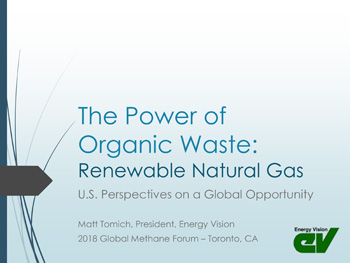 The Power of
Organic Waste:
Renewable Natural Gas
U.S. Perspectives on a Global Opportunity
Matt Tomich, President, Energy Vision
2018 Global Methane Forum – Toronto, CA
Energy Vision
ev